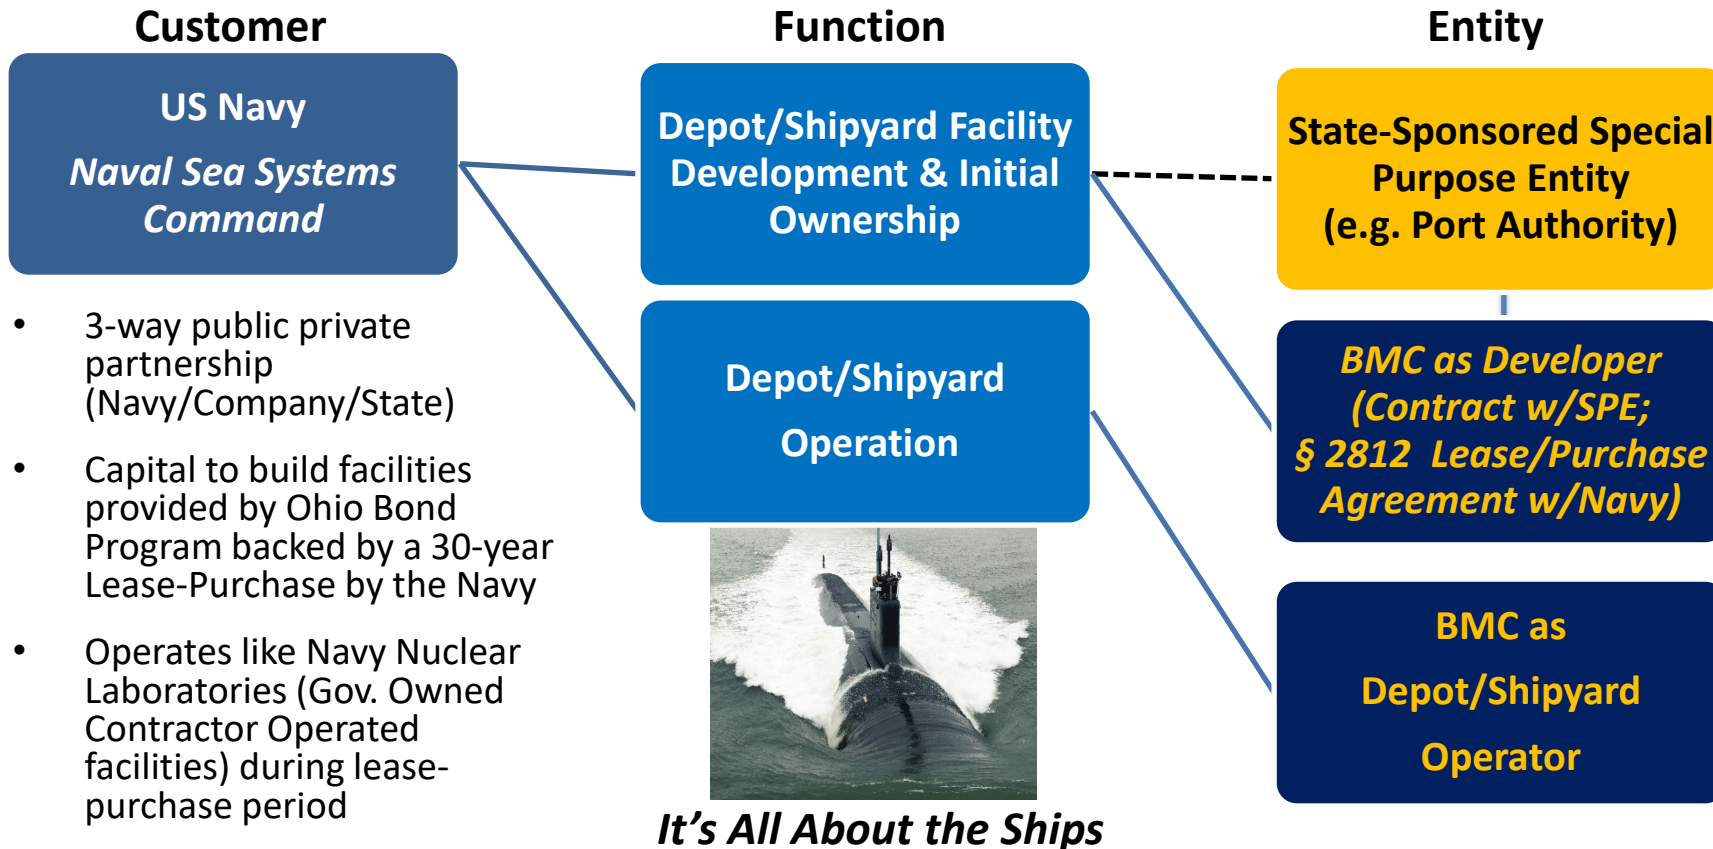 Customer
US Navy
Naval Sea Systems
Command
• 3-way public private
partnership
(Navy/Company/State)
• Capital to build facilities
provided by Ohio Bond
Program backed by a 30-year
Lease-Purchase by the Navy
• Operates like Navy Nuclear
Laboratories (Gov. Owned
Contractor Operated
facilities) during lease-
purchase period
Function
Depot/Shipyard Facility
Development & Initial
Ownership
Depot/Shipyard
Operation
It’s All About the Ships
Entity
State-Sponsored Special
Purpose Entity
(e.g. Port Authority)
BMC as Developer
(Contract w/SPE;
§ 2812 Lease/Purchase
Agreement w/Navy)
BMC as
Depot/Shipyard
Operator